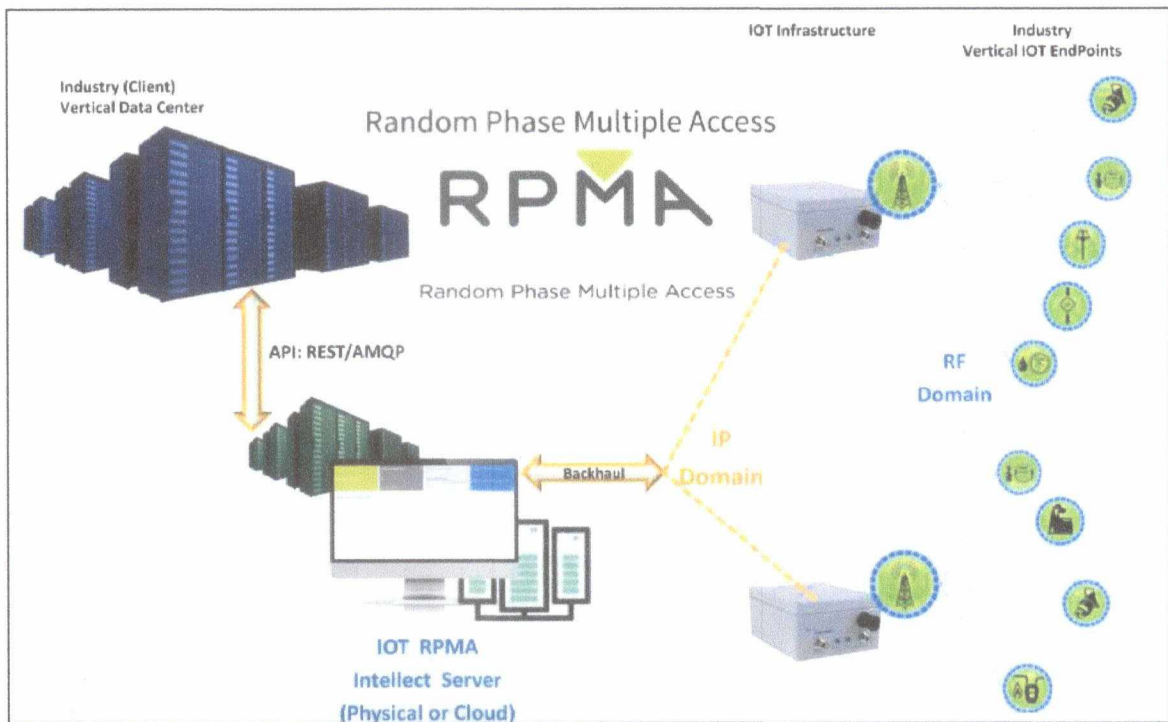 IOT Infrastructure
Industry
Vertical IOT EndPoints
Industry (Client)
Vertical Data Center
Random Phase Multiple Access
RPMA
Random Phase Multiple Access
API: REST/AMQP
RF
Domain
IP
Domain
Backhaul
IOT RPMA
Intellect Server
(Physical or Cloud)